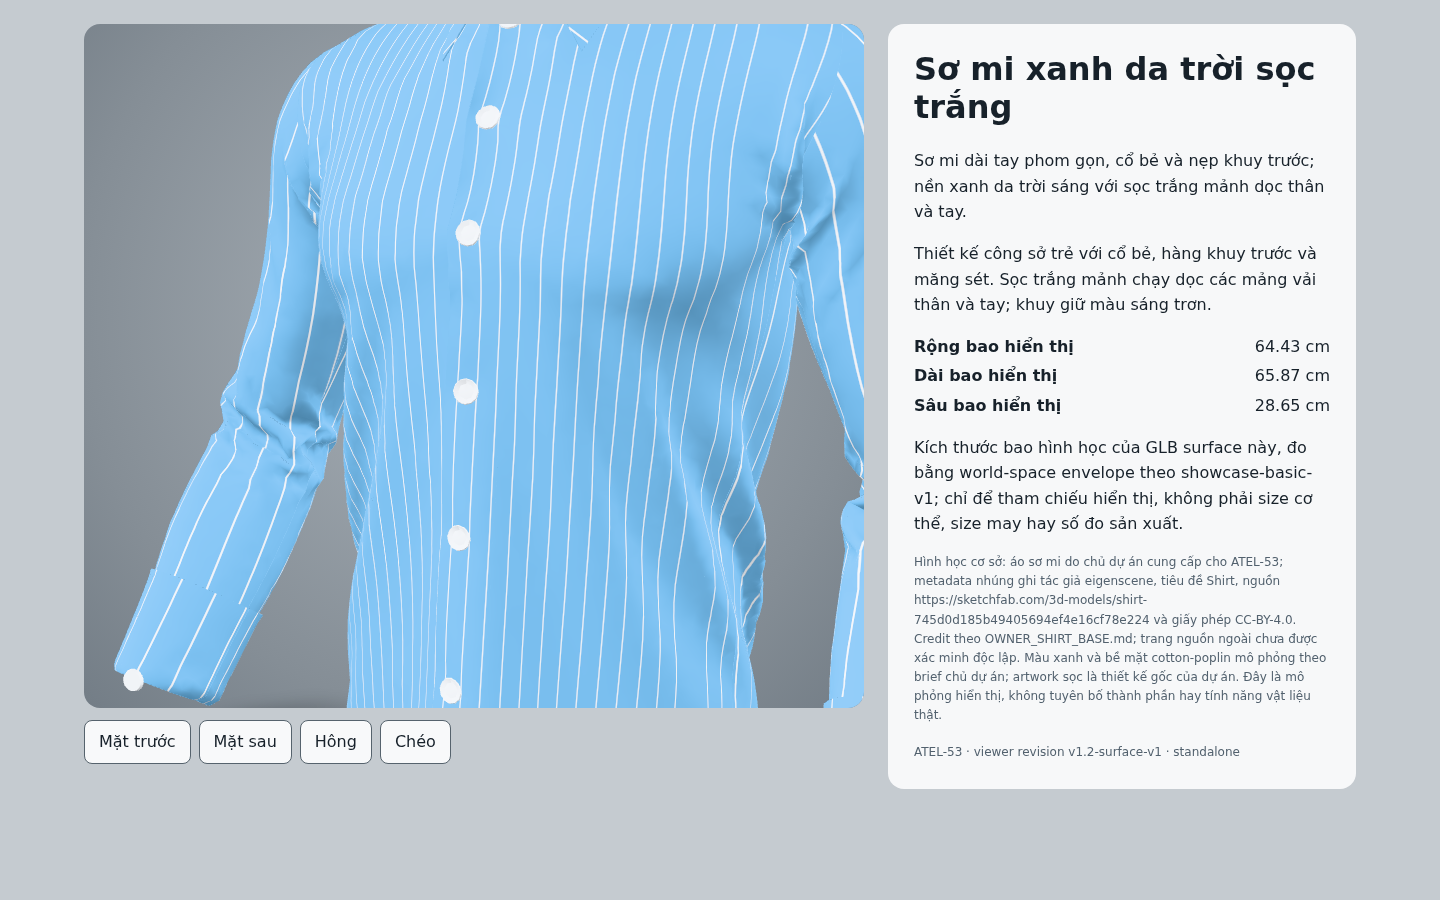 Sơ mi xanh da trời sọc
trắng
Sơ mi dài tay phom gọn, cổ bẻ và nẹp khuy trước;
nền xanh da trời sáng với sọc trắng mảnh dọc thân
và tay.
Thiết kế công sở trẻ với cổ bẻ, hàng khuy trước và
măng sét. Sọc trắng mảnh chạy dọc các mảng vải
thân và tay; khuy giữ màu sáng trơn.
Rộng bao hiển thị 64.43 cm
Dài bao hiển thị 65.87 cm
Sâu bao hiển thị 28.65 cm
Kích thước bao hình học của GLB surface này, đo
bằng world-space envelope theo showcase-basic-
v1; chỉ để tham chiếu hiển thị, không phải size cơ
thể, size may hay số đo sản xuất.
Hình học cơ sở: áo sơ mi do chủ dự án cung cấp cho ATEL-53;
metadata nhúng ghi tác giả eigenscene, tiêu đề Shirt, nguồn
https://sketchfab.com/3d-models/shirt-
745d0d185b49405694ef4e16cf78e224 và giấy phép CC-BY-4.0.
Credit theo OWNER_SHIRT_BASE.md; trang nguồn ngoài chưa được
xác minh độc lập. Màu xanh và bề mặt cotton-poplin mô phỏng theo
brief chủ dự án; artwork sọc là thiết kế gốc của dự án. Đây là mô
phỏng hiển thị, không tuyên bố thành phần hay tính năng vật liệu
thật.
ATEL-53 · viewer revision v1.2-surface-v1 · standalone
Mặt trước
Mặt sau
Hông
Chéo